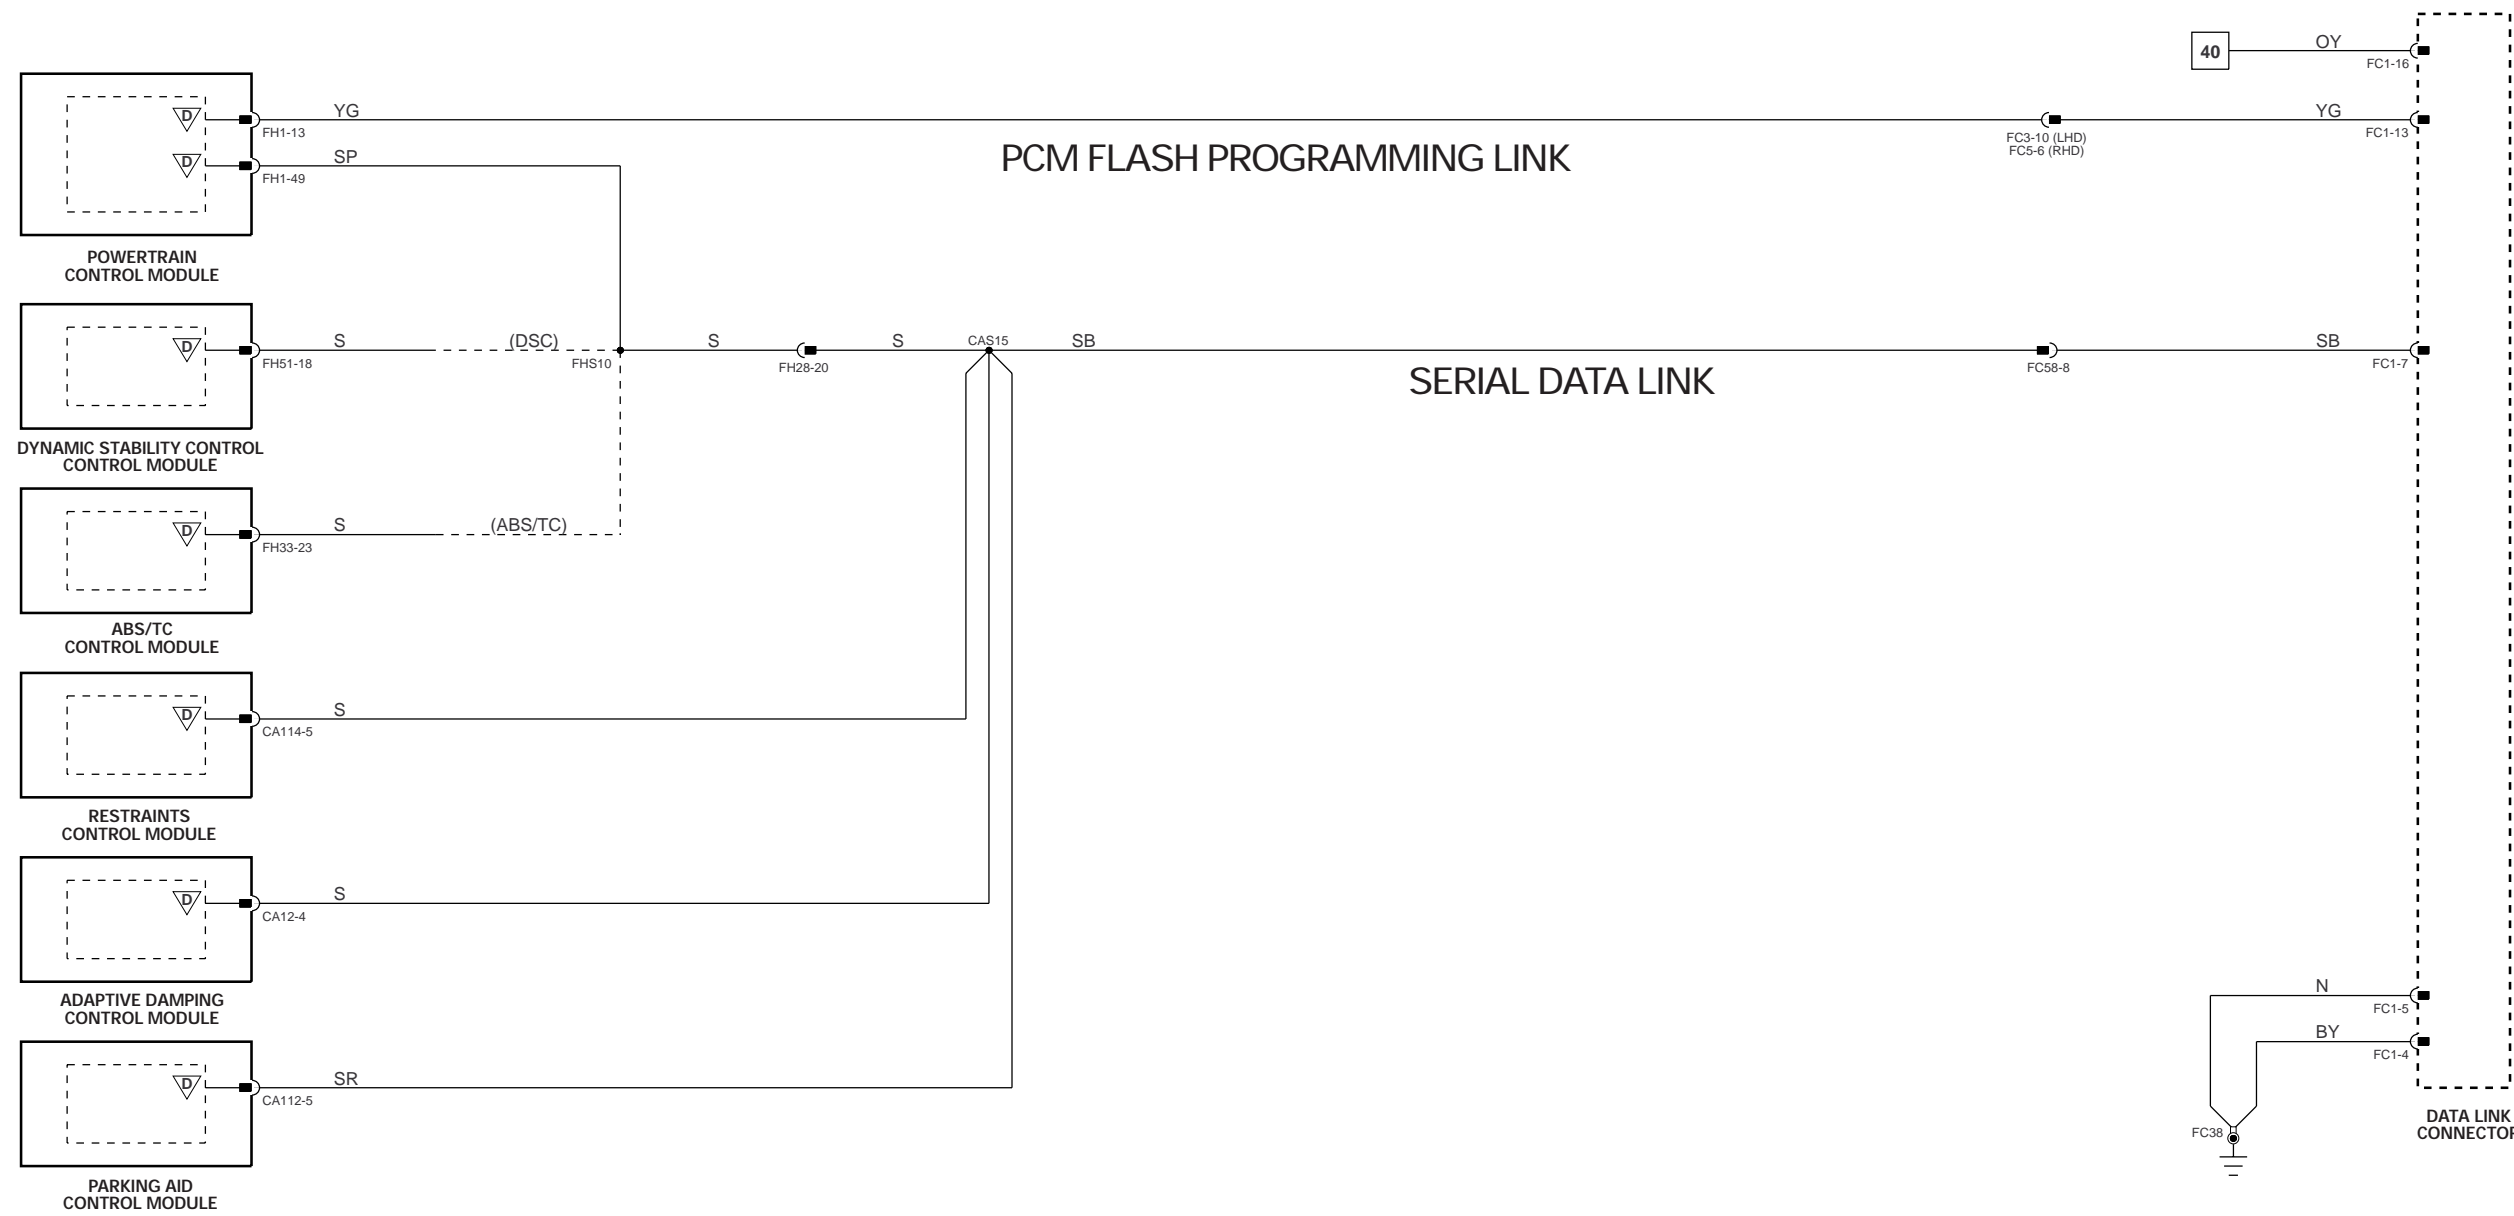 40
OY
FC1-16
D
YG
FH1-13
FC3-10 (LHD)
FC5-6 (RHD)
YG
FC1-13
PCM FLASH PROGRAMMING LINK
D
SP
FH1-49
POWERTRAIN
CONTROL MODULE
D
S
(DSC)
FH51-18
FHS10
S
FH28-20
S
CAS15
SB
FC58-8
SB
FC1-7
SERIAL DATA LINK
DYNAMIC STABILITY CONTROL
CONTROL MODULE
D
S
(ABS/TC)
FH33-23
ABS/TC
CONTROL MODULE
D
S
CA114-5
RESTRAINTS
CONTROL MODULE
D
S
CA12-4
ADAPTIVE DAMPING
CONTROL MODULE
N
FC1-5
BY
FC1-4
D
SR
CA112-5
FC38
DATA LINK
CONNECTOR
PARKING AID
CONTROL MODULE